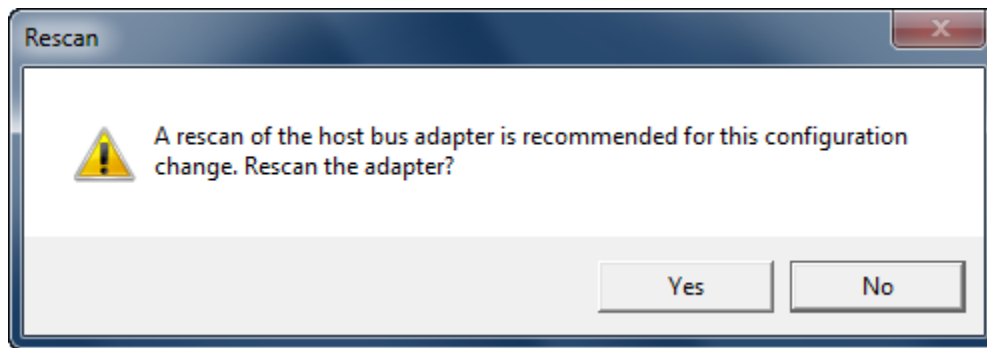 Rescan
A rescan of the host bus adapter is recommended for this configuration
change. Rescan the adapter?
Yes
No